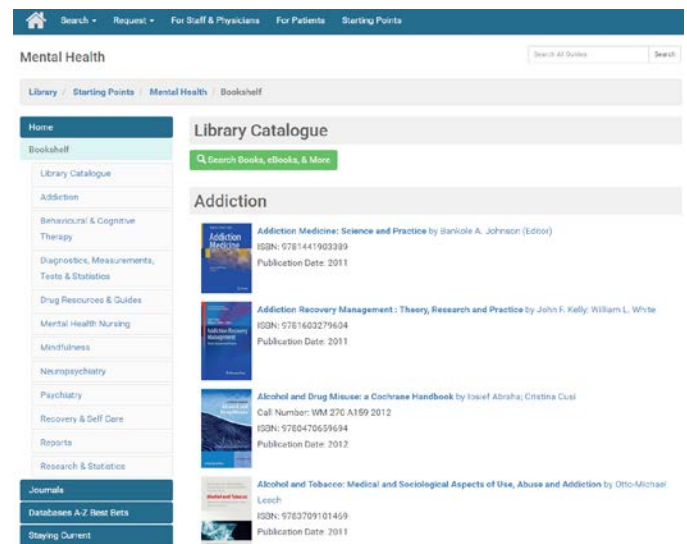 Search Request For Staff & Physicians For Patients Starting Points
Mental Health
Search All Guides Search
Library / Starting Points / Mental Health / Bookshelf
Home
Bookshelf
Library Catalogue
Addiction
Behavioural & Cognitive
Therapy
Diagnostics, Measurements,
Tests & Statistics
Drug Resources & Guides
Mental Health Nursing
Mindfulness
Neuropsychiatry
Psychiatry
Recovery & Self Care
Reports
Research & Statistics
Journals
Databases A-Z Best Bets
Staying Current
Library Catalogue
Search Books, eBooks, & More
Addiction
Addiction
Medicine
Addiction Medicine: Science and Practice by Bankole A. Johnson (Editor)
ISBN: 9781441903389
Publication Date: 2011
Addiction Recovery
Management
Addiction Recovery Management : Theory, Research and Practice by John F. Kelly; William L. White
ISBN: 9781603279604
Publication Date: 2011
Alcohol and Drug Misuse: a Cochrane Handbook by Iosief Abraha; Cristina Cusi
Call Number: WM 270 A159 2012
ISBN: 9780470659694
Publication Date: 2012
Alcohol and Tobacco
Alcohol and Tobacco: Medical and Sociological Aspects of Use, Abuse and Addiction by Otto-Michael
Lesch
ISBN: 9783709101469
Publication Date: 2011